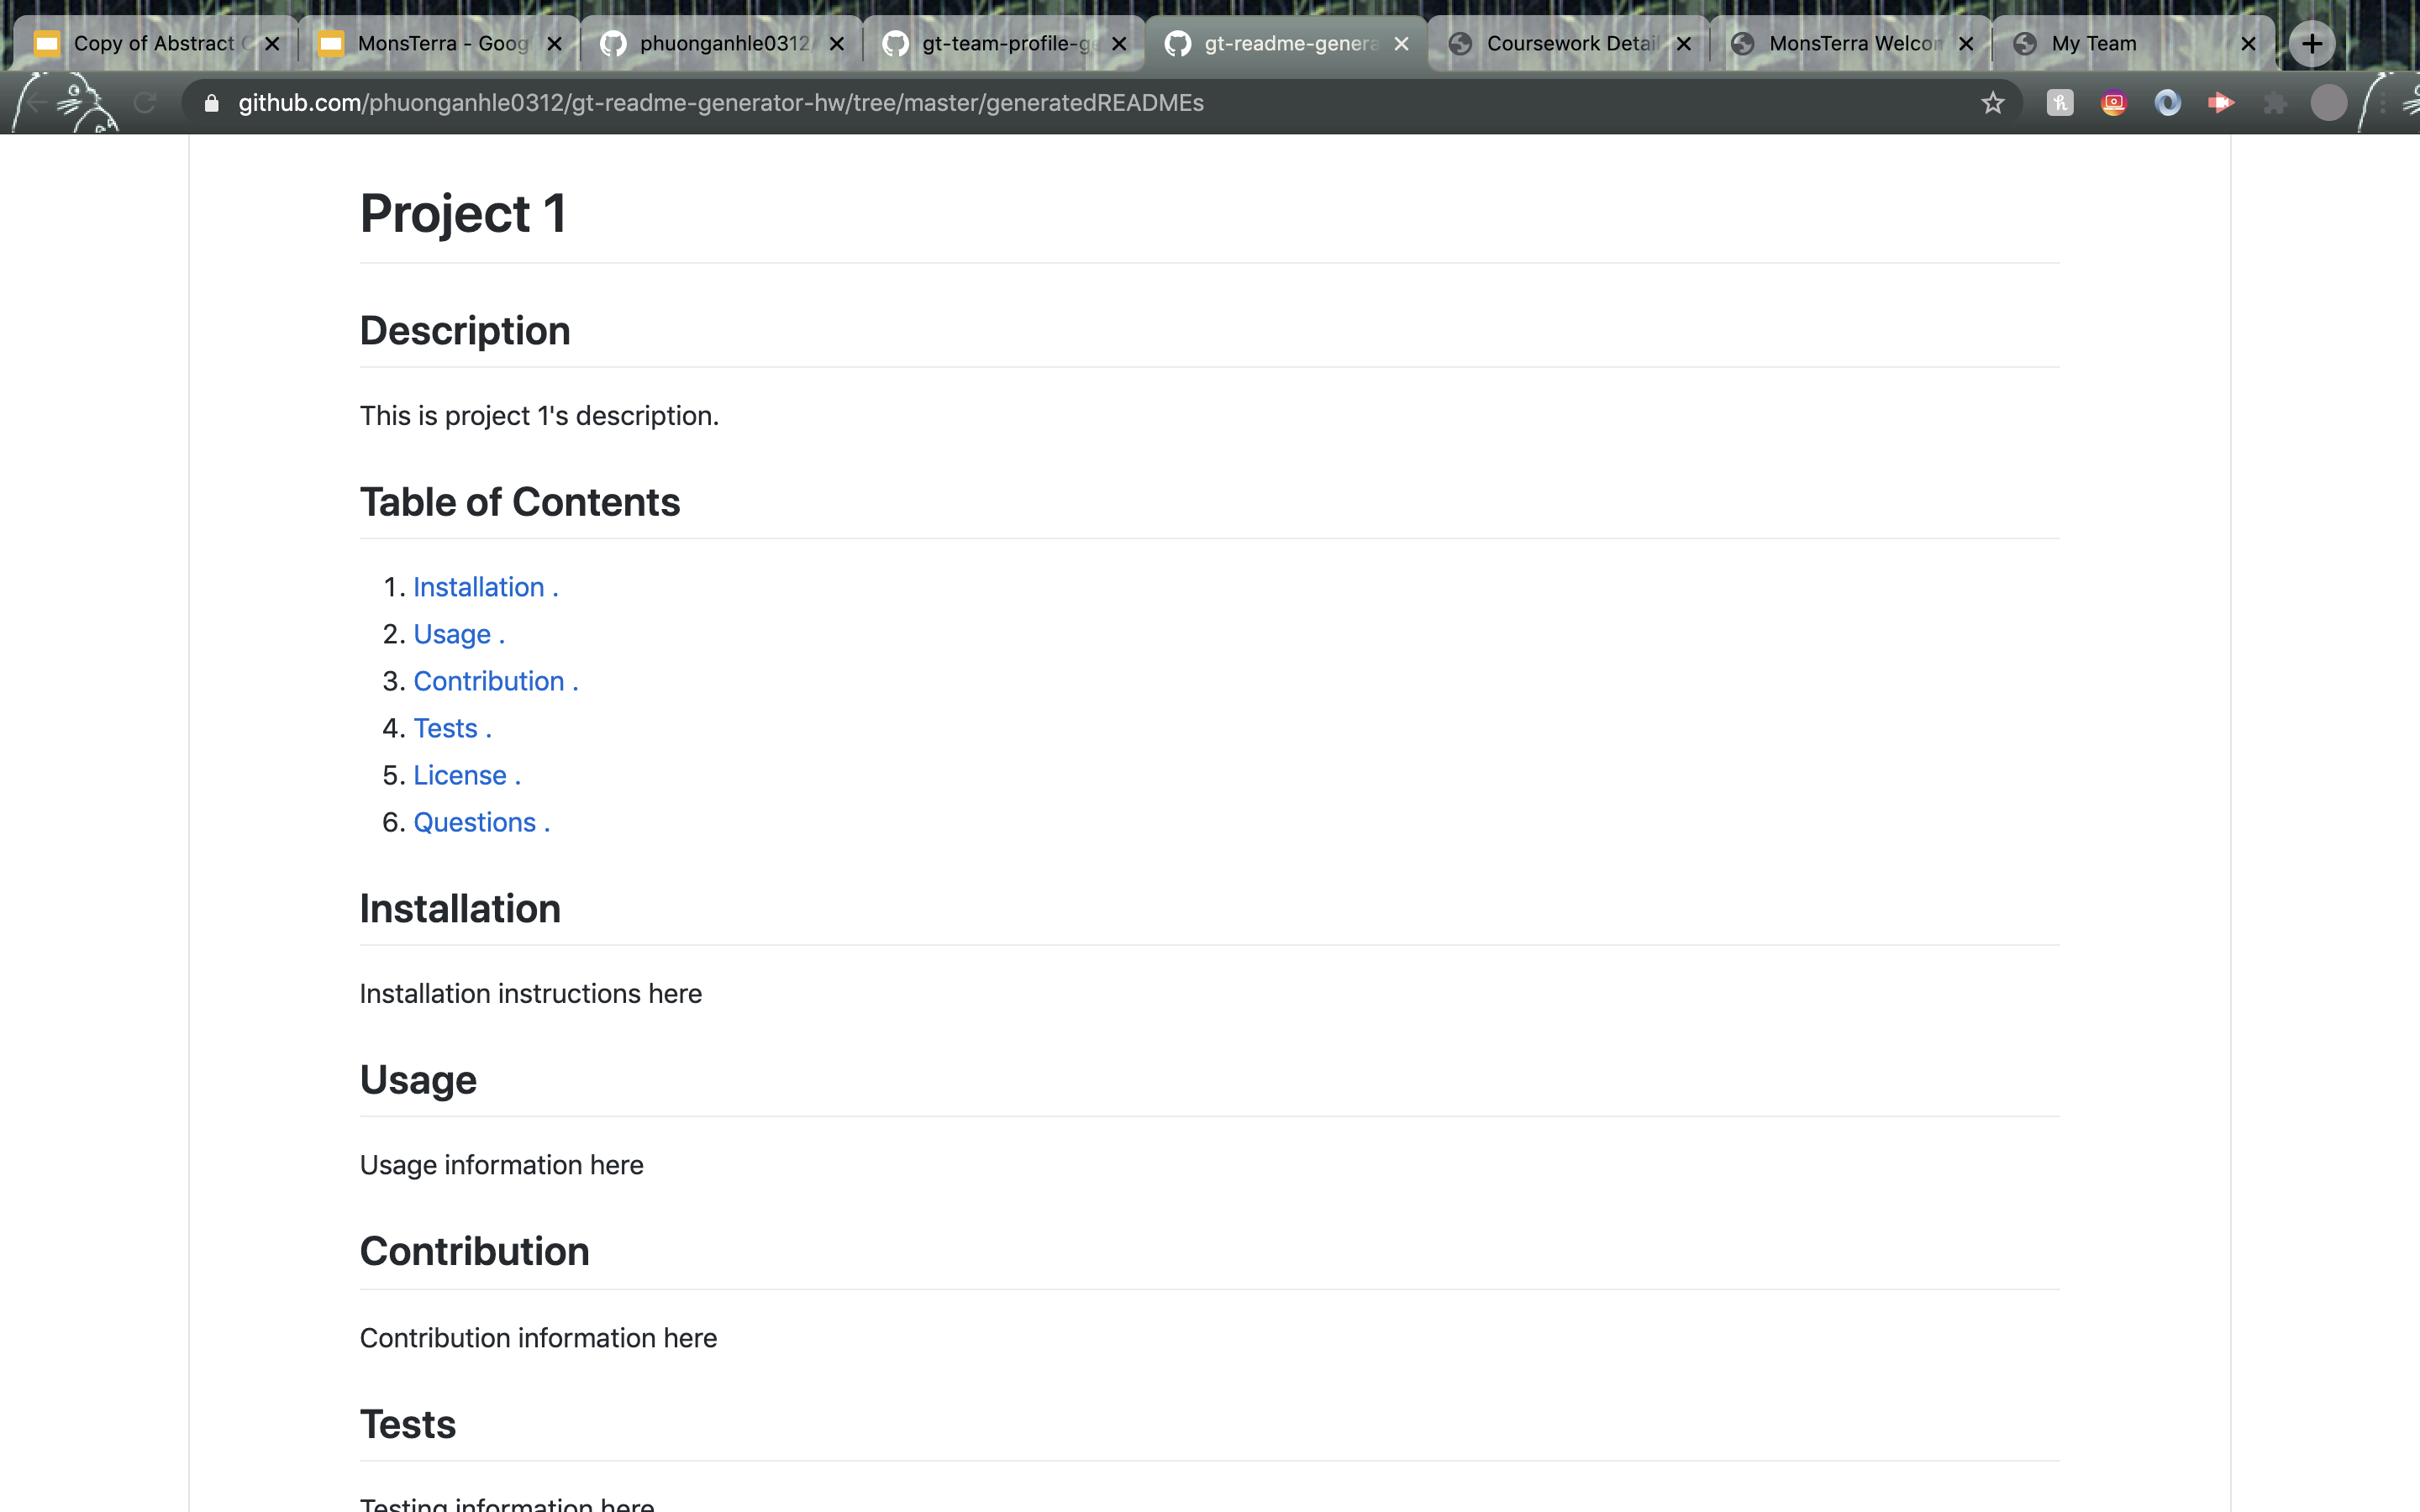 Copy of Abstract
MonsTerra - Goog
phuonganhle0312
gt-team-profile-g
gt-readme-genera
Coursework Detail
MonsTerra Welcom
My Team
github.com/phuonganhle0312/gt-readme-generator-hw/tree/master/generatedREADMEs
Project 1
Description
This is project 1's description.
Table of Contents
1. Installation .
2. Usage .
3. Contribution .
4. Tests .
5. License .
6. Questions .
Installation
Installation instructions here
Usage
Usage information here
Contribution
Contribution information here
Tests
Testing information here